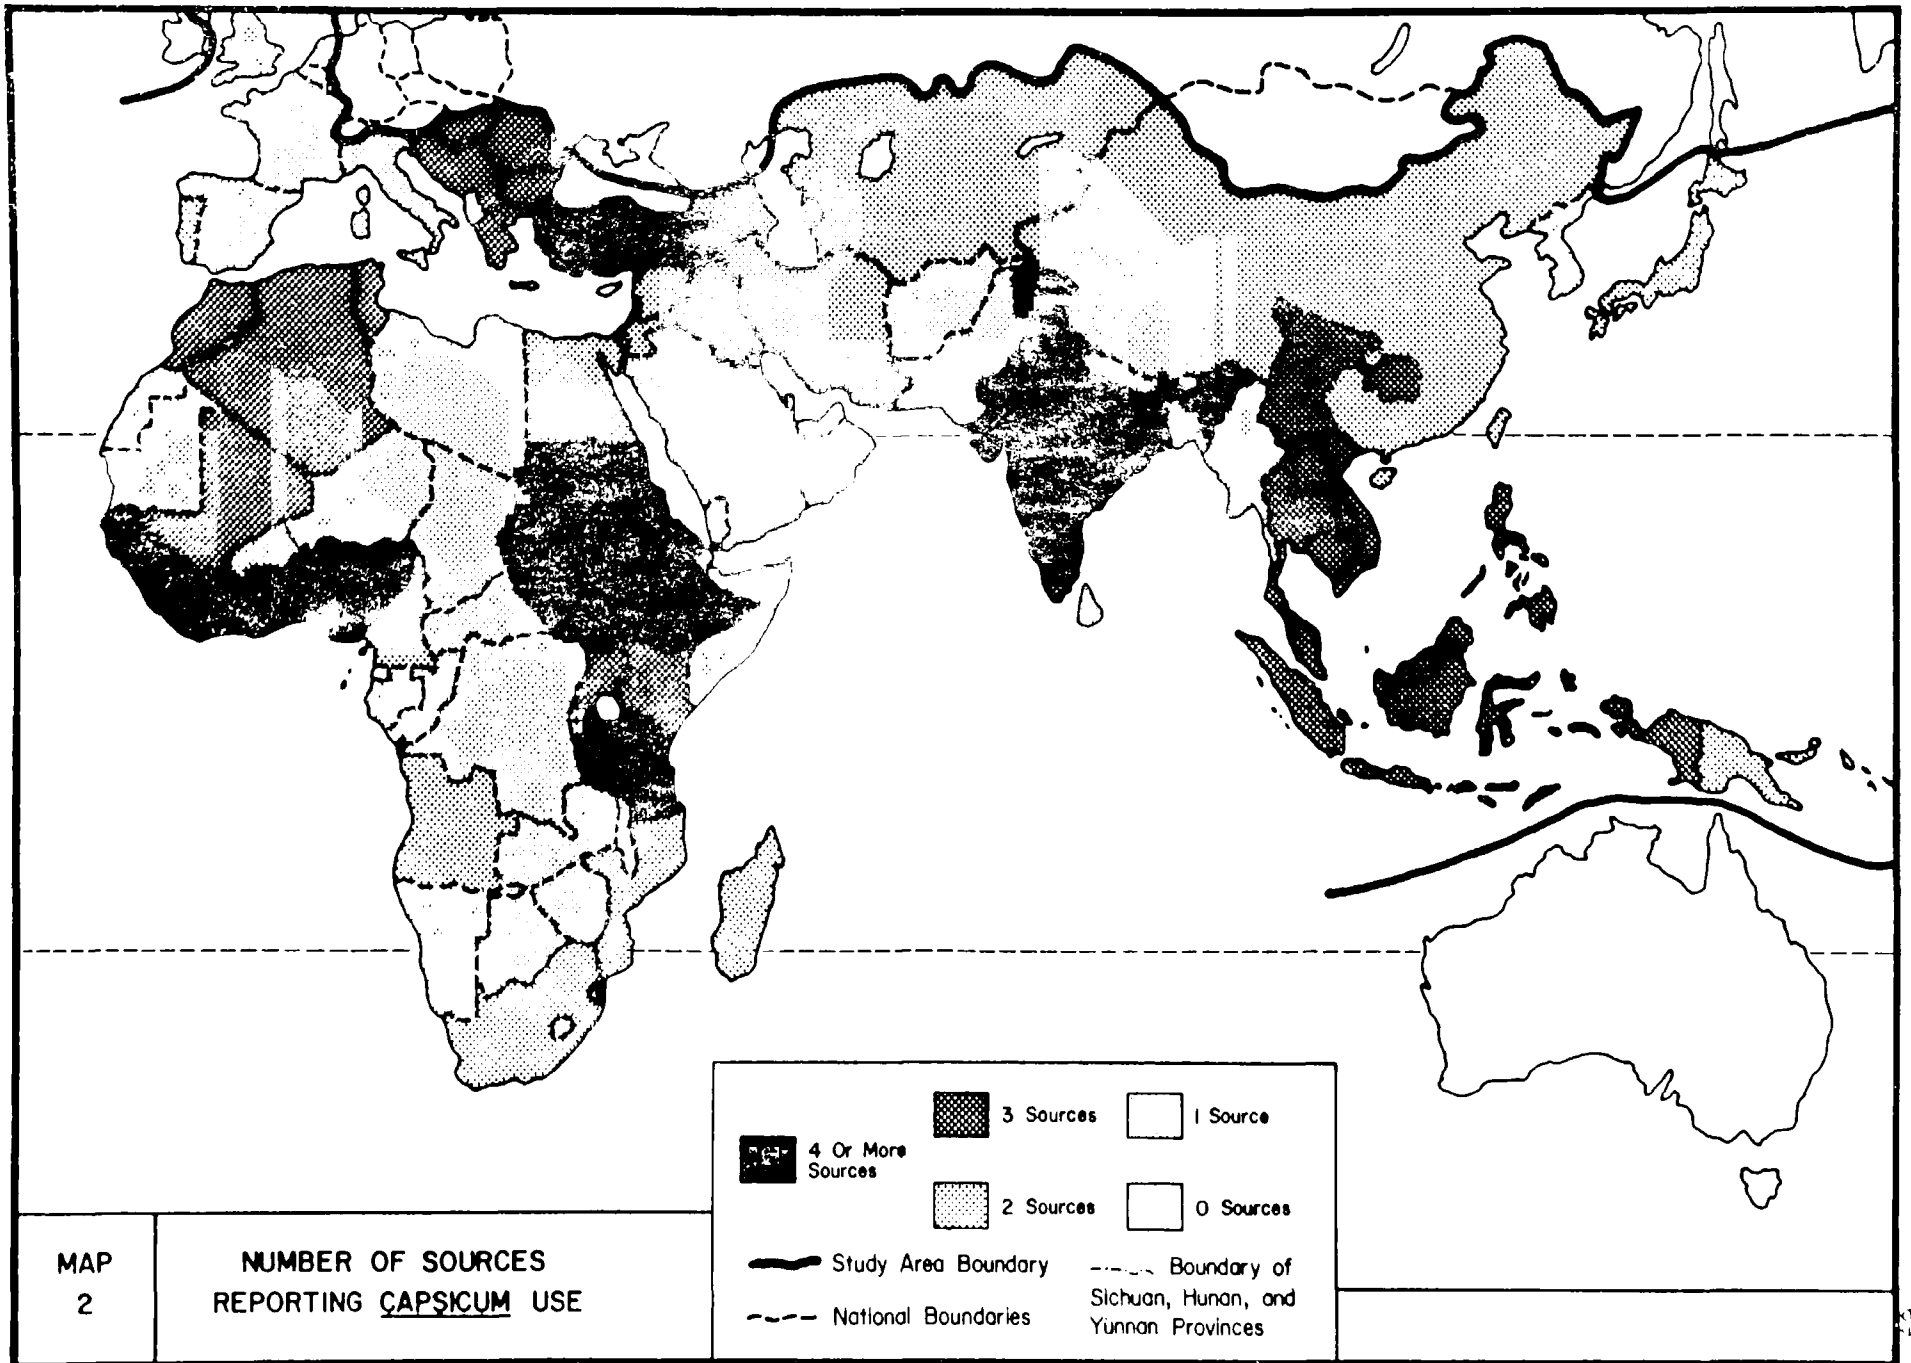 3 Sources
1 Source
4 Or More
Sources
2 Sources
0 Sources
Study Area Boundary
National Boundaries
Boundary of
Sichuan, Hunan, and
Yunnan Provinces
MAP
2
NUMBER OF SOURCES
REPORTING CAPSICUM USE